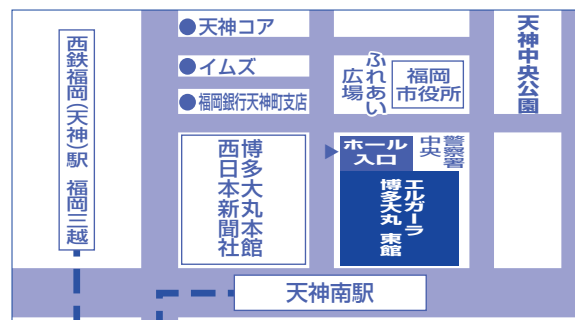 西鉄福岡(天神)駅 福岡三越
●天神コア
●イムズ
●福岡銀行天神町支店
ふれあい
広場
福岡
市役所
天神中央公園
博多大丸本館
西日本新聞社
ホール
入口
警察署
中央
エルガーラ
博多大丸 東館
天神南駅